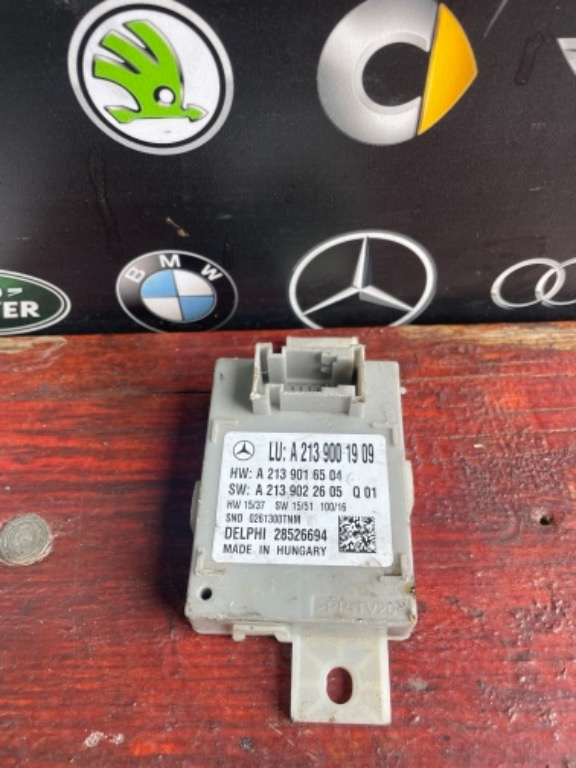 BMW
VER
LU: A 213 900 19 09
HW: A 213 901 65 04
SW: A 213 902 26 05 Q 01
HW 15/37 SW 15/51 100/16
SNO 0261300TNM
DELPHI 28526694
MADE IN HUNGARY